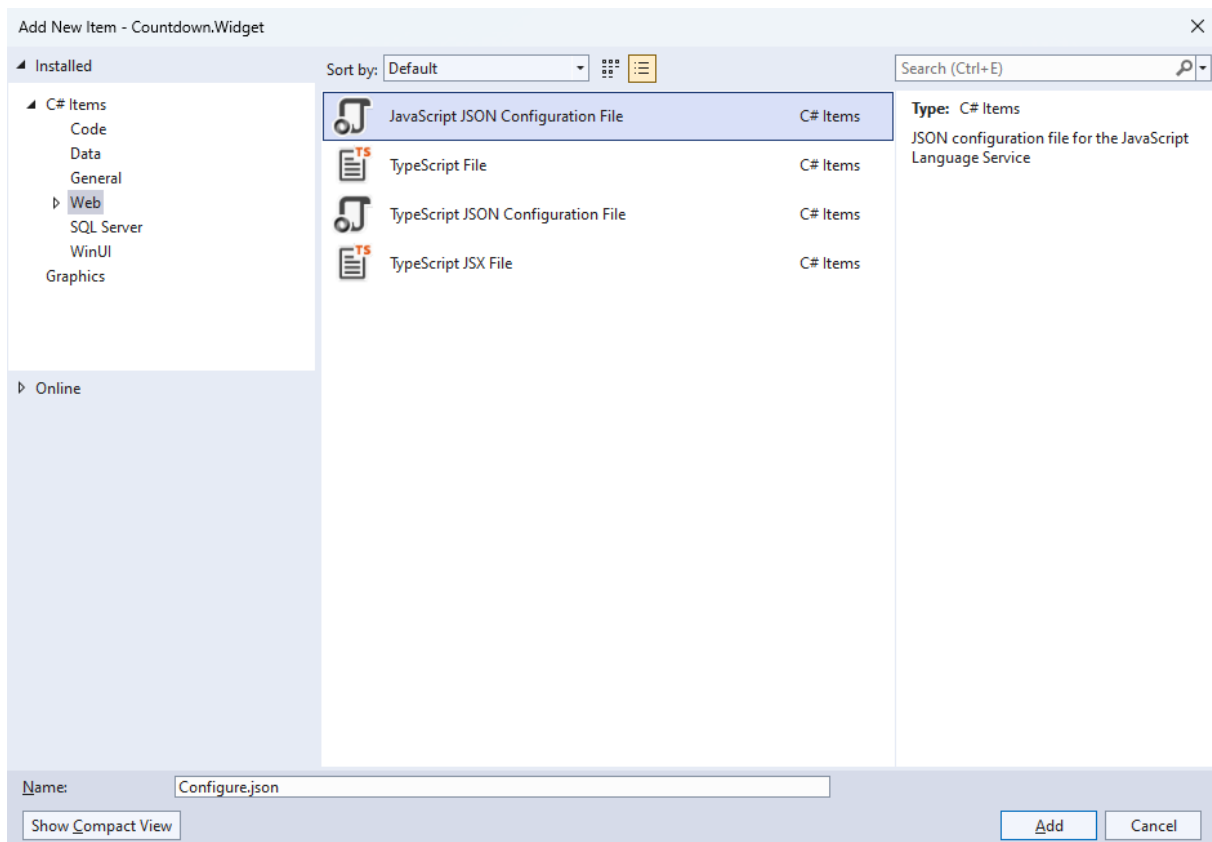 Add New Item - Countdown.Widget
Installed
Sort by: Default
Search (Ctrl+E)
C# Items
Code
Data
General
Web
SQL Server
WinUI
Graphics
Online
JavaScript JSON Configuration File C# Items
TypeScript File C# Items
TypeScript JSON Configuration File C# Items
TypeScript JSX File C# Items
Type: C# Items
JSON configuration file for the JavaScript
Language Service
Name: Configure.json
Show Compact View
Add Cancel